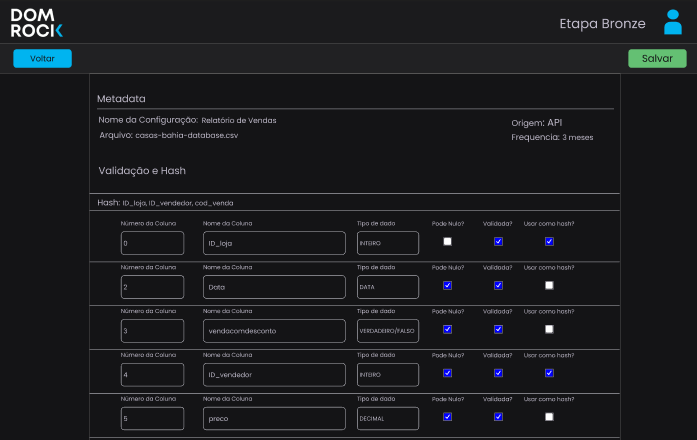 DOM
ROCK
Etapa Bronze
Voltar
Salvar
Metadata
Nome da Configuração: Relatório de Vendas
Origem: API
Arquivo: casas-bahia-database.csv
Frequencia: 3 meses
Validação e Hash
Hash: ID_loja, ID_vendedor, cod_venda
Número da Coluna Nome da Coluna Tipo de dado Pode Nulo? Validada? Usar como hash?
0 ID_loja INTEIRO
Número da Coluna Nome da Coluna Tipo de dado Pode Nulo? Validada? Usar como hash?
2 Data DATA
Número da Coluna Nome da Coluna Tipo de dado Pode Nulo? Validada? Usar como hash?
3 vendacomdesconto VERDADEIRO/FALSO
Número da Coluna Nome da Coluna Tipo de dado Pode Nulo? Validada? Usar como hash?
4 ID_vendedor INTEIRO
Número da Coluna Nome da Coluna Tipo de dado Pode Nulo? Validada? Usar como hash?
5 preco DECIMAL